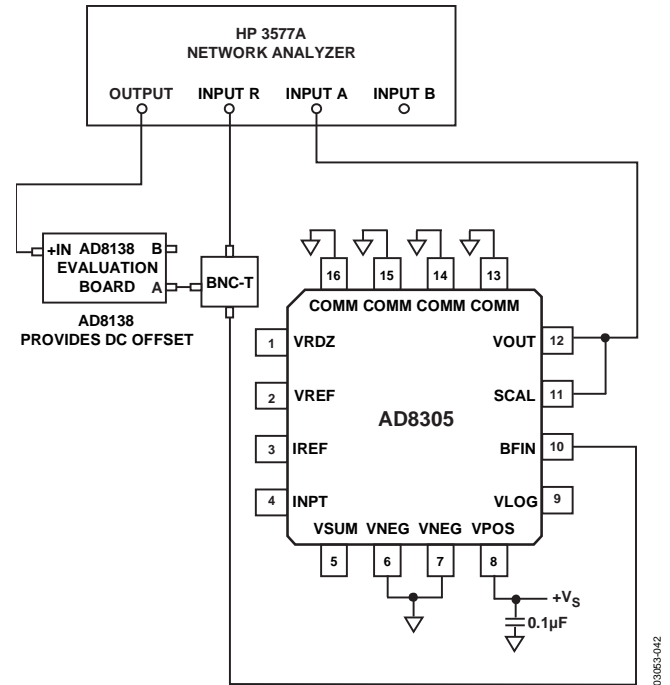 HP 3577A
NETWORK ANALYZER
OUTPUT INPUT R INPUT A INPUT B
+IN AD8138 B
EVALUATION
BOARD A
BNC-T
AD8138
PROVIDES DC OFFSET
16 15 14 13
COMM COMM COMM COMM
1 VRDZ VOUT 12
2 VREF SCAL 11
AD8305
3 IREF BFIN 10
4 INPT VLOG 9
VSUM VNEG VNEG VPOS
5 6 7 8
+VS
0.1µF
03053-042